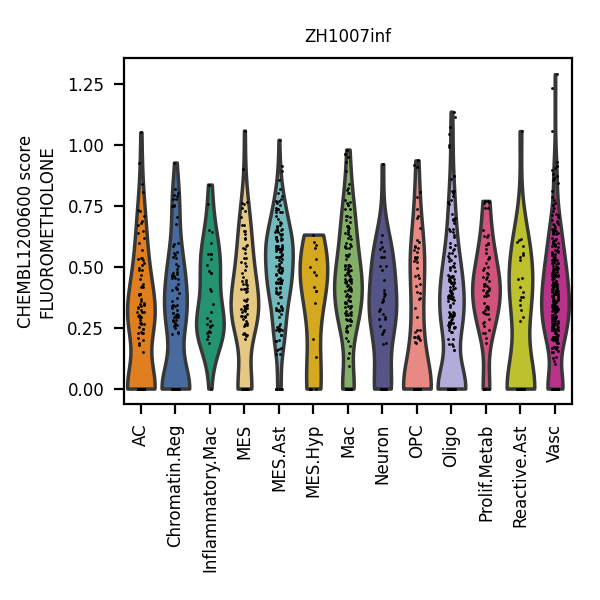 ZH1007inf
CHEMBL1200600 score
FLUOROMETHOLONE
1.25
1.00
0.75
0.50
0.25
0.00
AC
Chromatin.Reg
Inflammatory.Mac
MES
MES.Ast
MES.Hyp
Mac
Neuron
OPC
Oligo
Prolif.Metab
Reactive.Ast
Vasc